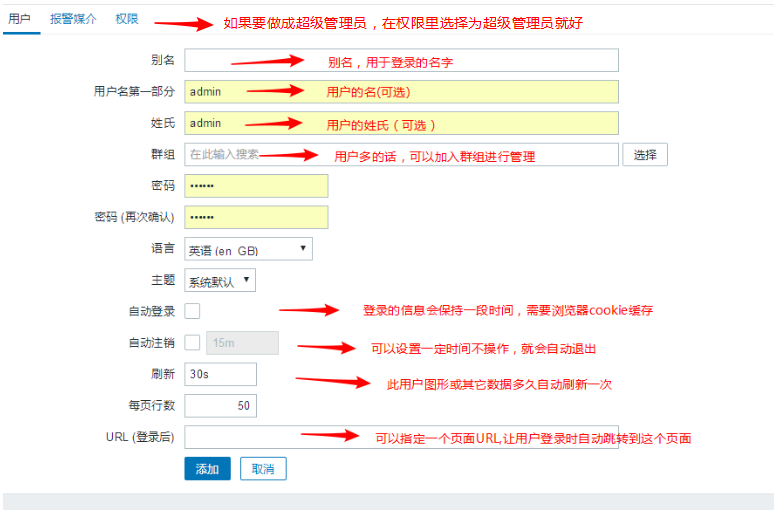 用户 报警媒介 权限 如果要做成超级管理员，在权限里选择为超级管理员就好
别名 别名，用于登录的名字
用户名第一部分 admin 用户的名(可选)
姓氏 admin 用户的姓氏（可选）
群组 在此输入搜索 用户多的话，可以加入群组进行管理 选择
密码 ••••••
密码 (再次确认) ••••••
语言 英语 (en_GB)
主题 系统默认
自动登录 登录的信息会保持一段时间，需要浏览器cookie缓存
自动注销 15m 可以设置一定时间不操作，就会自动退出
刷新 30s 此用户图形或其它数据多久自动刷新一次
每页行数 50
URL (登录后) 可以指定一个页面URL,让用户登录时自动跳转到这个页面
添加 取消